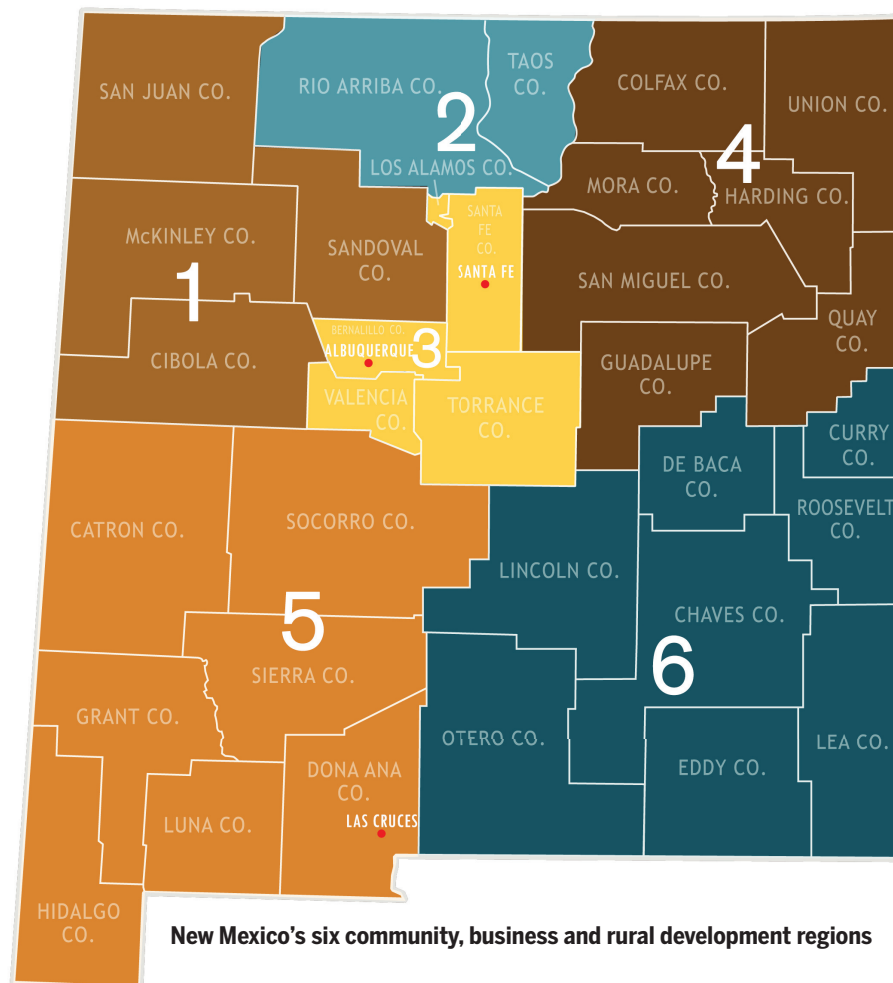 SAN JUAN CO.
RIO ARRIBA CO.
TAOS
CO.
COLFAX CO.
UNION CO.
2
LOS ALAMOS CO.
4
MORA CO.
HARDING CO.
McKINLEY CO.
SANDOVAL
CO.
SANTA
FE
CO.
SANTA FE
SAN MIGUEL CO.
1
QUAY
CO.
BERNALILLO CO.
ALBUQUERQUE
3
CIBOLA CO.
GUADALUPE
CO.
VALENCIA
CO.
TORRANCE
CO.
CURRY
CO.
DE BACA
CO.
ROOSEVELT
CO.
CATRON CO.
SOCORRO CO.
LINCOLN CO.
CHAVES CO.
5
SIERRA CO.
6
GRANT CO.
OTERO CO.
LEA CO.
EDDY CO.
DONA ANA
CO.
LAS CRUCES
LUNA CO.
HIDALGO
CO.
New Mexico's six community, business and rural development regions